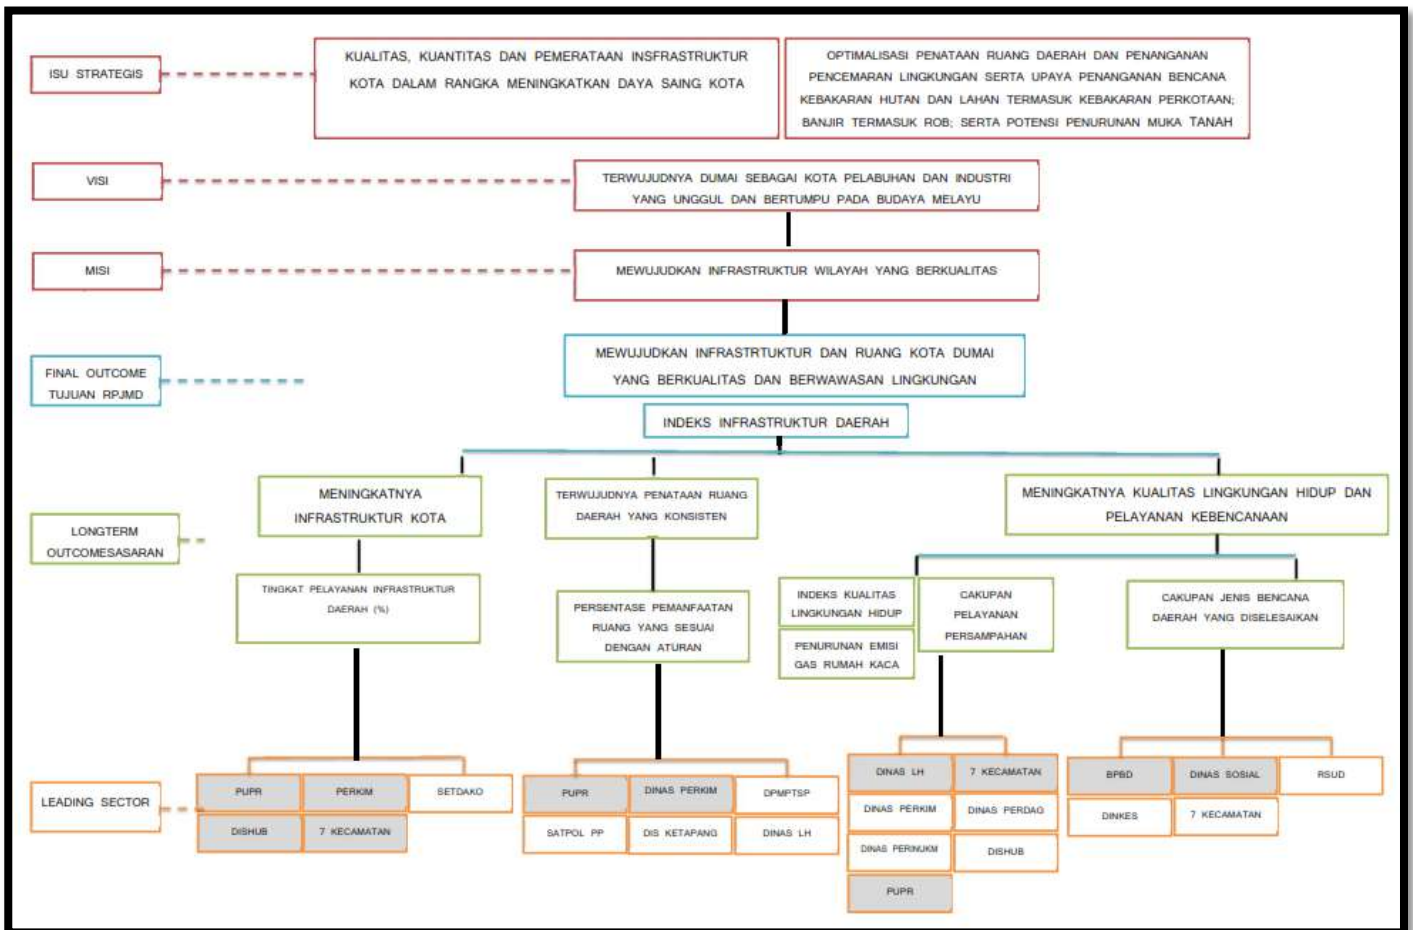 ISU STRATEGIS
KUALITAS, KUANTITAS DAN PEMERATAAN INSFRASTRUKTUR
KOTA DALAM RANGKA MENINGKATKAN DAYA SAING KOTA
OPTIMALISASI PENATAAN RUANG DAERAH DAN PENANGANAN
PENCEMARAN LINGKUNGAN SERTA UPAYA PENANGANAN BENCANA
KEBAKARAN HUTAN DAN LAHAN TERMASUK KEBAKARAN PERKOTAAN;
BANJIR TERMASUK ROB; SERTA POTENSI PENURUNAN MUKA TANAH
VISI
TERWUJUDNYA DUMAI SEBAGAI KOTA PELABUHAN DAN INDUSTRI
YANG UNGGUL DAN BERTUMPU PADA BUDAYA MELAYU
MISI
MEWUJUDKAN INFRASTRUKTUR WILAYAH YANG BERKUALITAS
FINAL OUTCOME
TUJUAN RPJMD
MEWUJUDKAN INFRASTRTUKTUR DAN RUANG KOTA DUMAI
YANG BERKUALITAS DAN BERWAWASAN LINGKUNGAN
INDEKS INFRASTRUKTUR DAERAH
LONGTERM
OUTCOMESASARAN
MENINGKATNYA
INFRASTRUKTUR KOTA
TERWUJUDNYA PENATAAN RUANG
DAERAH YANG KONSISTEN
MENINGKATNYA KUALITAS LINGKUNGAN HIDUP DAN
PELAYANAN KEBENCANAAN
TINGKAT PELAYANAN INFRASTRUKTUR
DAERAH (%)
PERSENTASE PEMANFAATAN
RUANG YANG SESUAI
DENGAN ATURAN
INDEKS KUALITAS
LINGKUNGAN HIDUP
PENURUNAN EMISI
GAS RUMAH KACA
CAKUPAN
PELAYANAN
PERSAMPAHAN
CAKUPAN JENIS BENCANA
DAERAH YANG DISELESAIKAN
LEADING SECTOR
PUPR
PERKIM
SETDAKO
DISHUB
7 KECAMATAN
PUPR
DINAS PERKIM
DPMPTSP
SATPOL PP
DIS KETAPANG
DINAS LH
DINAS LH
7 KECAMATAN
DINAS PERKIM
DINAS PERDAG
DINAS PERINUKM
DISHUB
PUPR
BPBD
DINAS SOSIAL
RSUD
DINKES
7 KECAMATAN